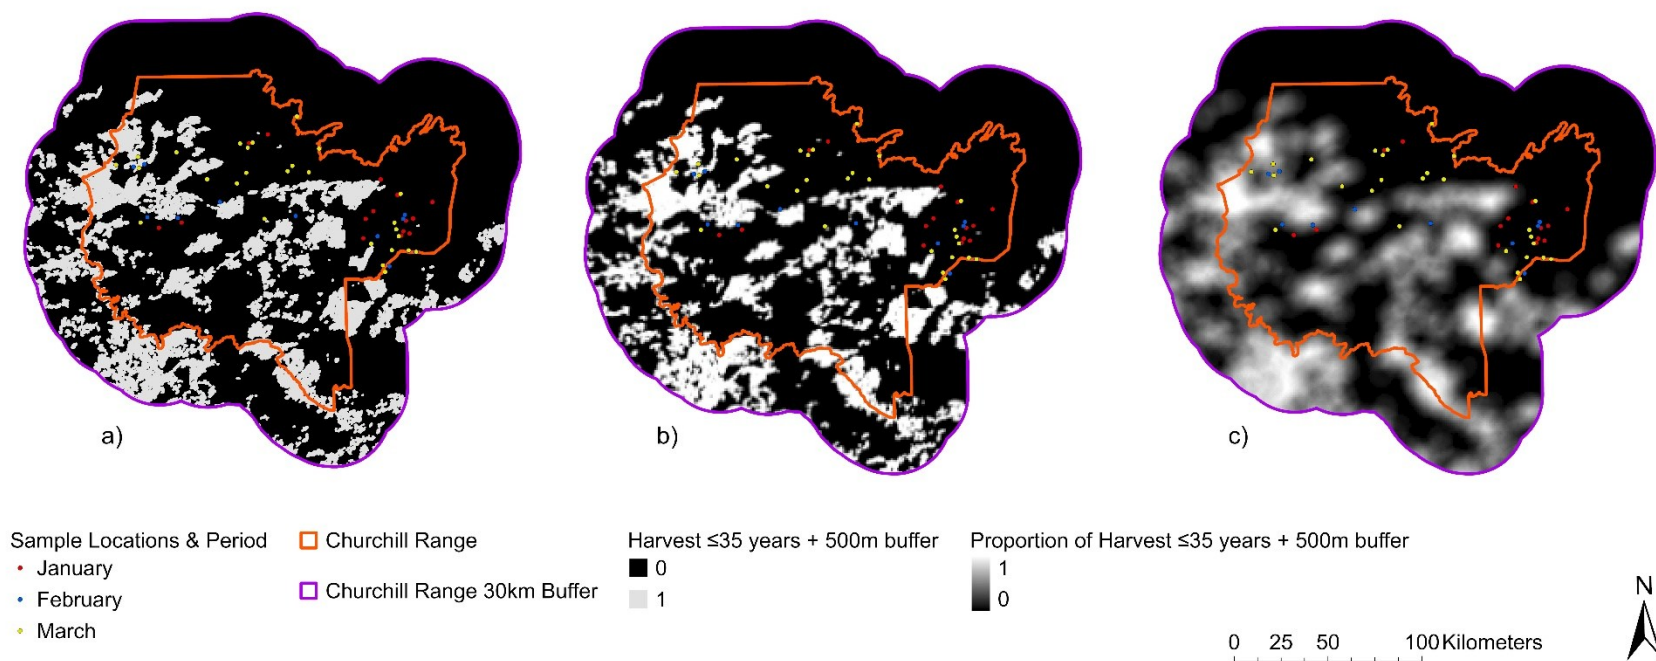 a)
b)
c)
Sample Locations & Period
January
February
March
Churchill Range
Churchill Range 30km Buffer
Harvest ≤35 years + 500m buffer
0
1
Proportion of Harvest ≤35 years + 500m buffer
1
0
0 25 50 100 Kilometers
N